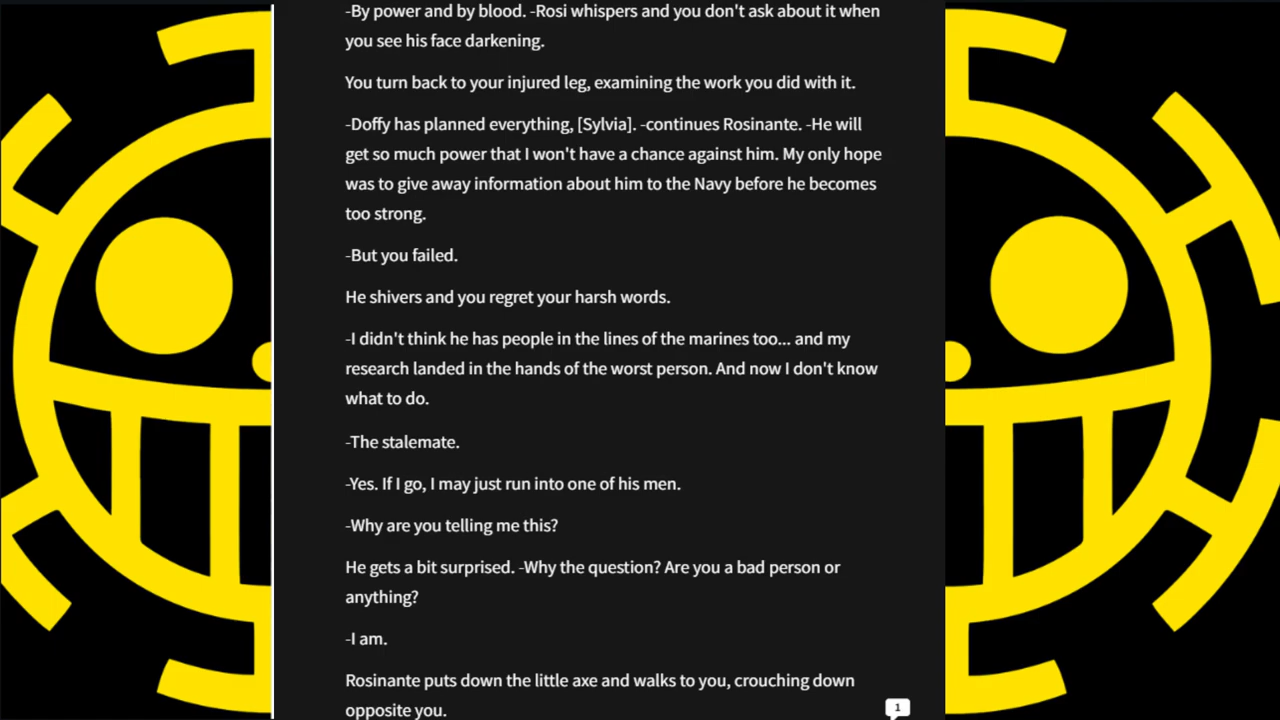 -By power and by blood. -Rosi whispers and you don't ask about it when
you see his face darkening.
You turn back to your injured leg, examining the work you did with it.
-Doffy has planned everything, [Sylvia]. -continues Rosinante. -He will
get so much power that I won't have a chance against him. My only hope
was to give away information about him to the Navy before he becomes
too strong.
-But you failed.
He shivers and you regret your harsh words.
-I didn't think he has people in the lines of the marines too... and my
research landed in the hands of the worst person. And now I don't know
what to do.
-The stalemate.
-Yes. If I go, I may just run into one of his men.
-Why are you telling me this?
He gets a bit surprised. -Why the question? Are you a bad person or
anything?
-I am.
Rosinante puts down the little axe and walks to you, crouching down
opposite you.
1